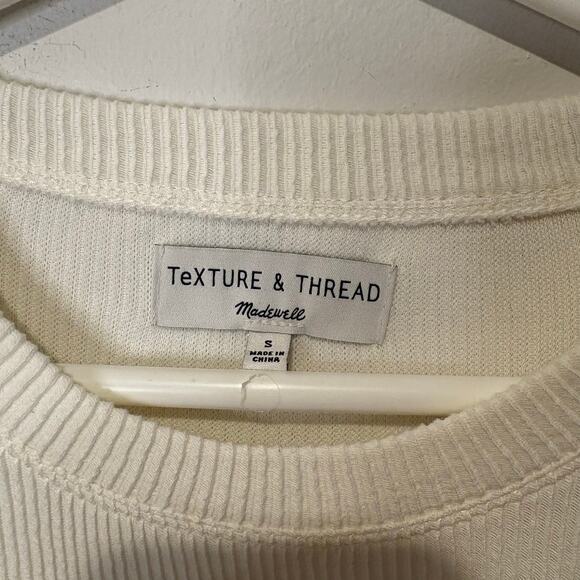 TeXTURE & THREAD
Madewell
S
MADE IN
CHINA